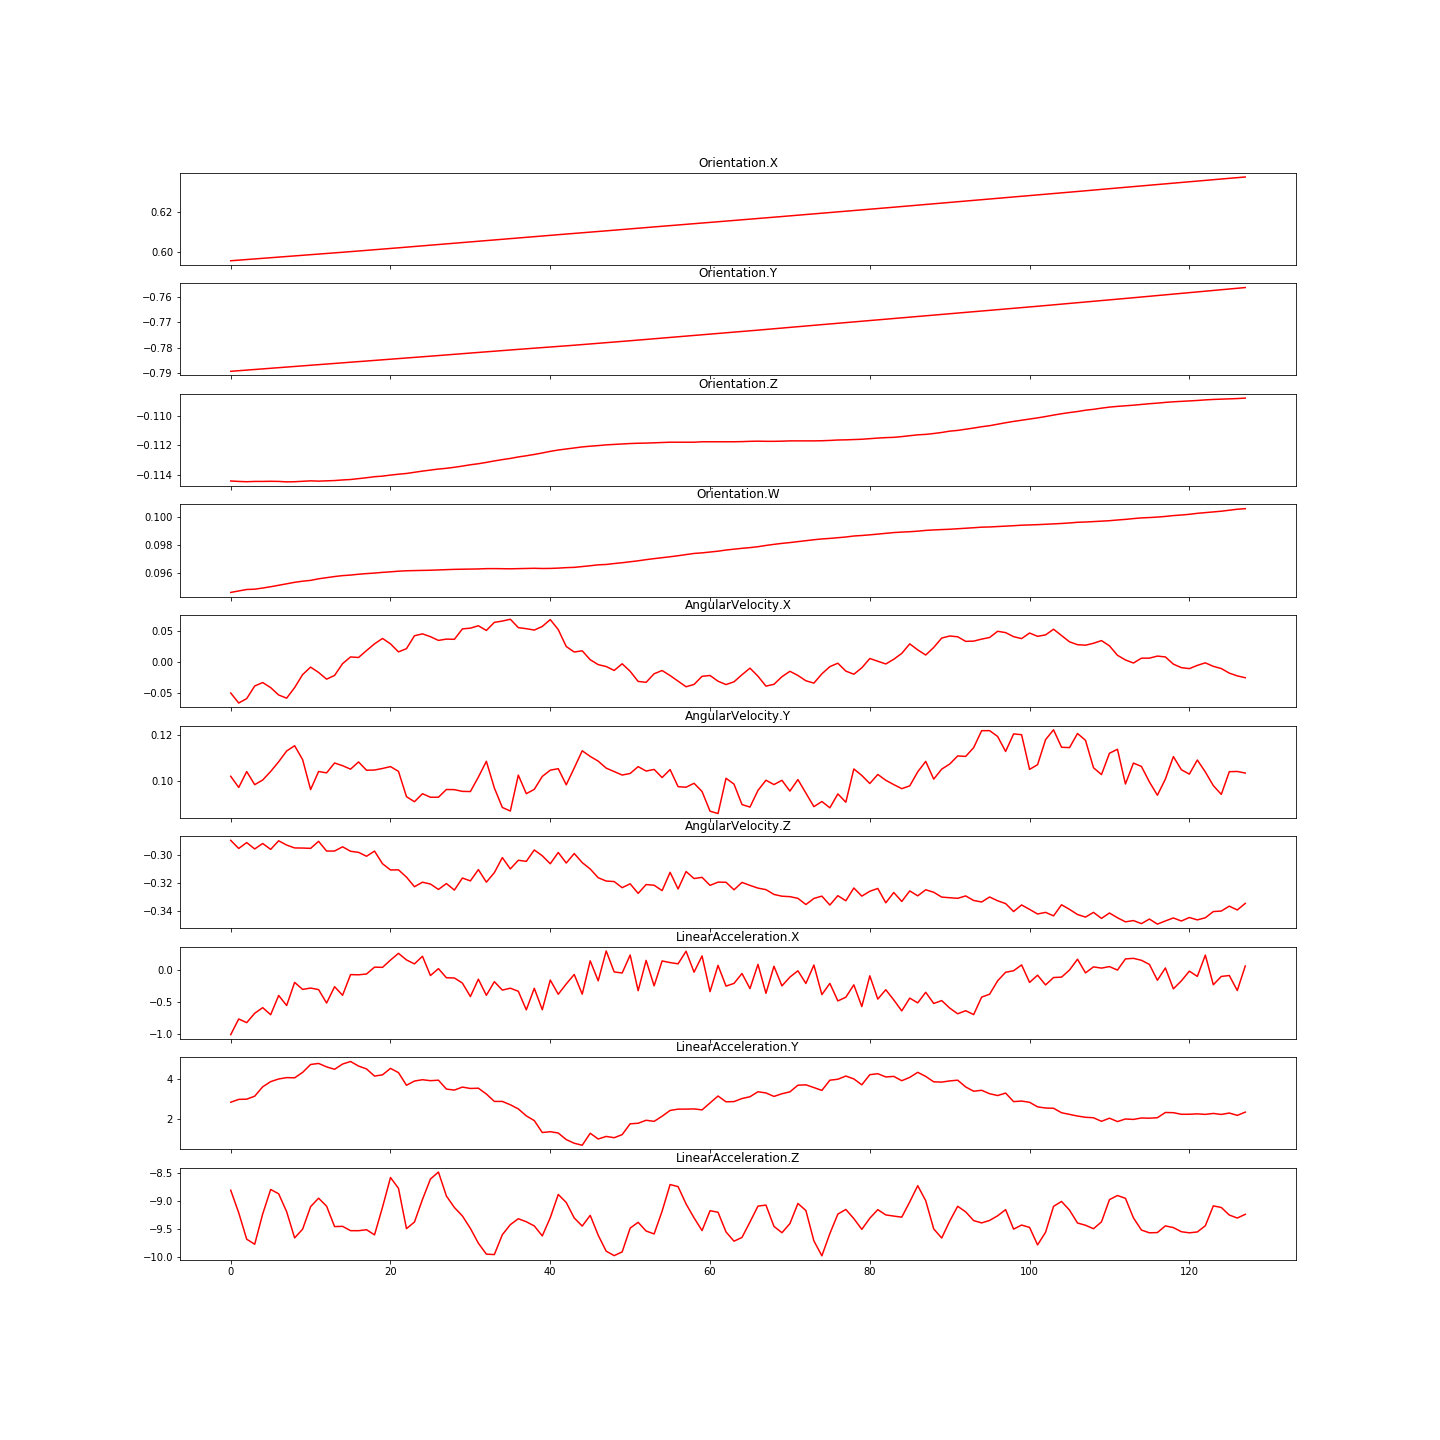 Orientation.X
0.62
0.60
Orientation.Y
−0.76
−0.77
−0.78
−0.79
Orientation.Z
−0.110
−0.112
−0.114
Orientation.W
0.100
0.098
0.096
AngularVelocity.X
0.05
0.00
−0.05
AngularVelocity.Y
0.12
0.10
AngularVelocity.Z
−0.30
−0.32
−0.34
LinearAcceleration.X
0.0
−0.5
−1.0
LinearAcceleration.Y
4
2
LinearAcceleration.Z
−8.5
−9.0
−9.5
−10.0
0 20 40 60 80 100 120